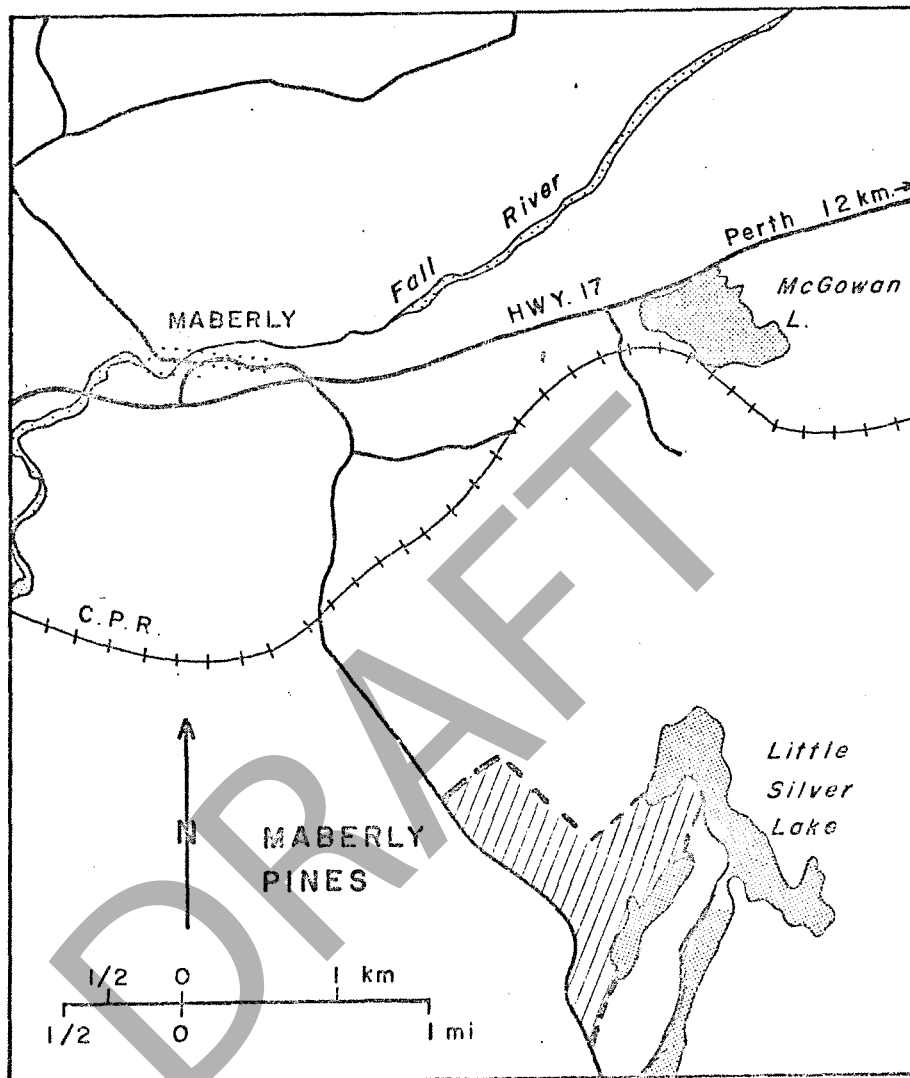 Fall River
Perth 12 km.→
HWY. 17
McGowan
L.
MABERLY
C.P.R.
Little
Silver
Lake
N
MABERLY
PINES
1/2 0 1 km
1/2 0 1 mi
DRAFT